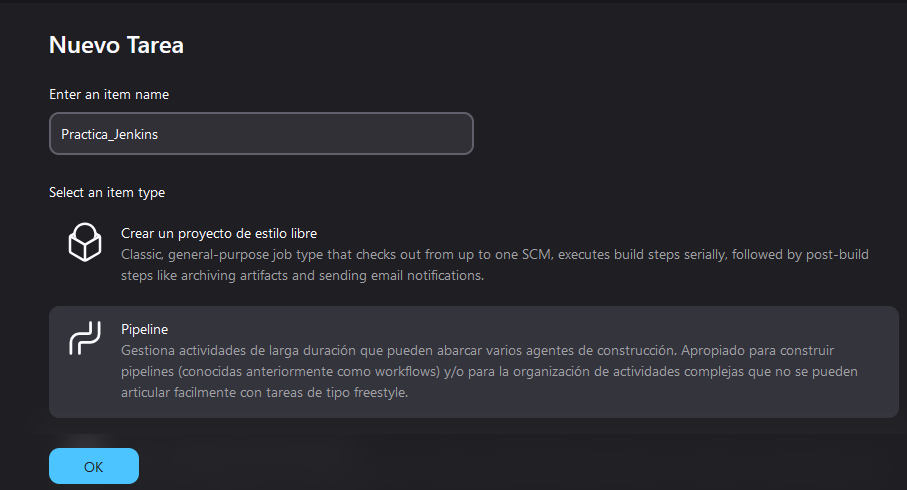 Nuevo Tarea
Enter an item name
Practica_Jenkins
Select an item type
Crear un proyecto de estilo libre
Classic, general-purpose job type that checks out from up to one SCM, executes build steps serially, followed by post-build
steps like archiving artifacts and sending email notifications.
Pipeline
Gestiona actividades de larga duración que pueden abarcar varios agentes de construcción. Apropiado para construir
pipelines (conocidas anteriormente como workflows) y/o para la organización de actividades complejas que no se pueden
articular facilmente con tareas de tipo freestyle.
OK